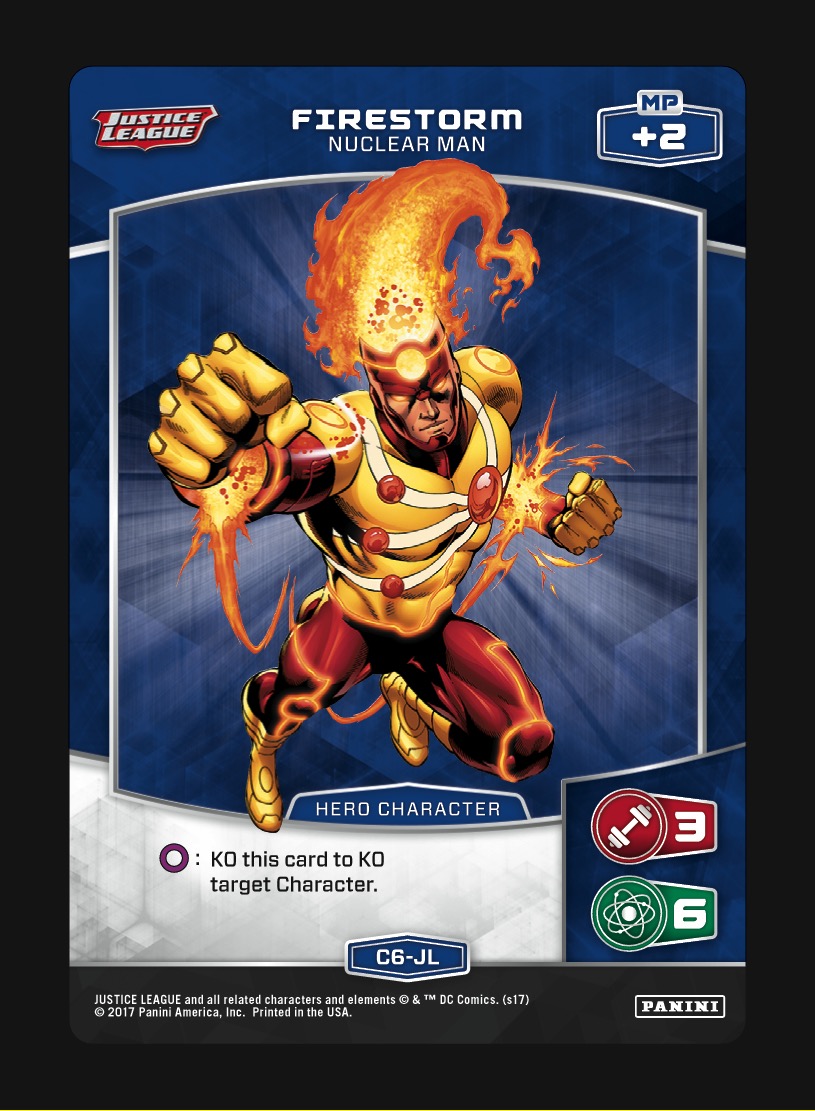 JUSTICE
LEAGUE
FIRESTORM
NUCLEAR MAN
MP
+2
HERO CHARACTER
: KO this card to KO
target Character.
3
6
C6-JL
JUSTICE LEAGUE and all related characters and elements © & ™ DC Comics. (s17)
© 2017 Panini America, Inc. Printed in the USA.
PANINI